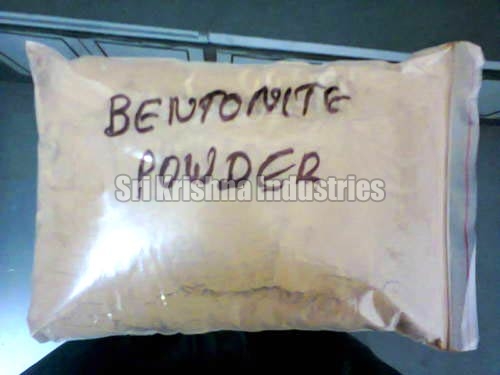 BENTONITE
POWDER
Sri Krishna Industries